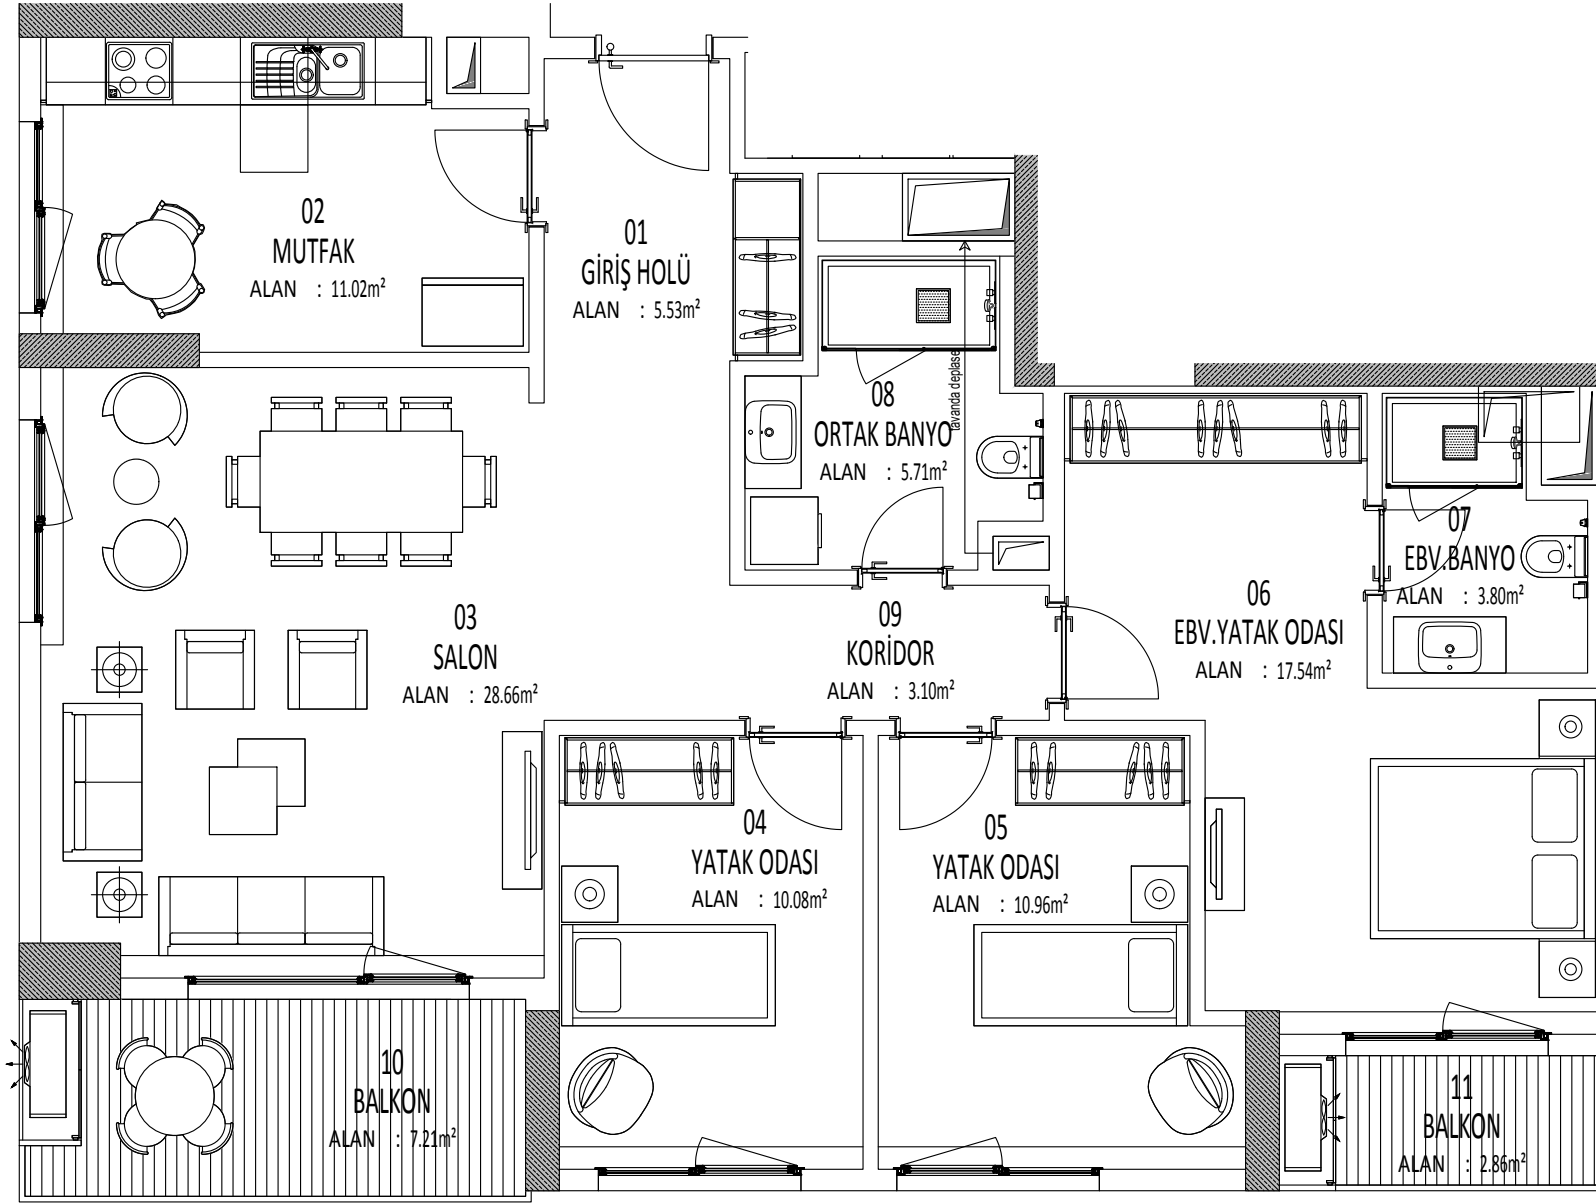 01
GİRİŞ HOLÜ
ALAN : 5.53m²
02
MUTFAK
ALAN : 11.02m²
03
SALON
ALAN : 28.66m²
04
YATAK ODASI
ALAN : 10.08m²
05
YATAK ODASI
ALAN : 10.96m²
06
EBV.YATAK ODASI
ALAN : 17.54m²
07
EBV.BANYO
ALAN : 3.80m²
08
ORTAK BANYO
ALAN : 5.71m²
tavanda deplase
09
KORİDOR
ALAN : 3.10m²
10
BALKON
ALAN : 7.21m²
11
BALKON
ALAN : 2.86m²